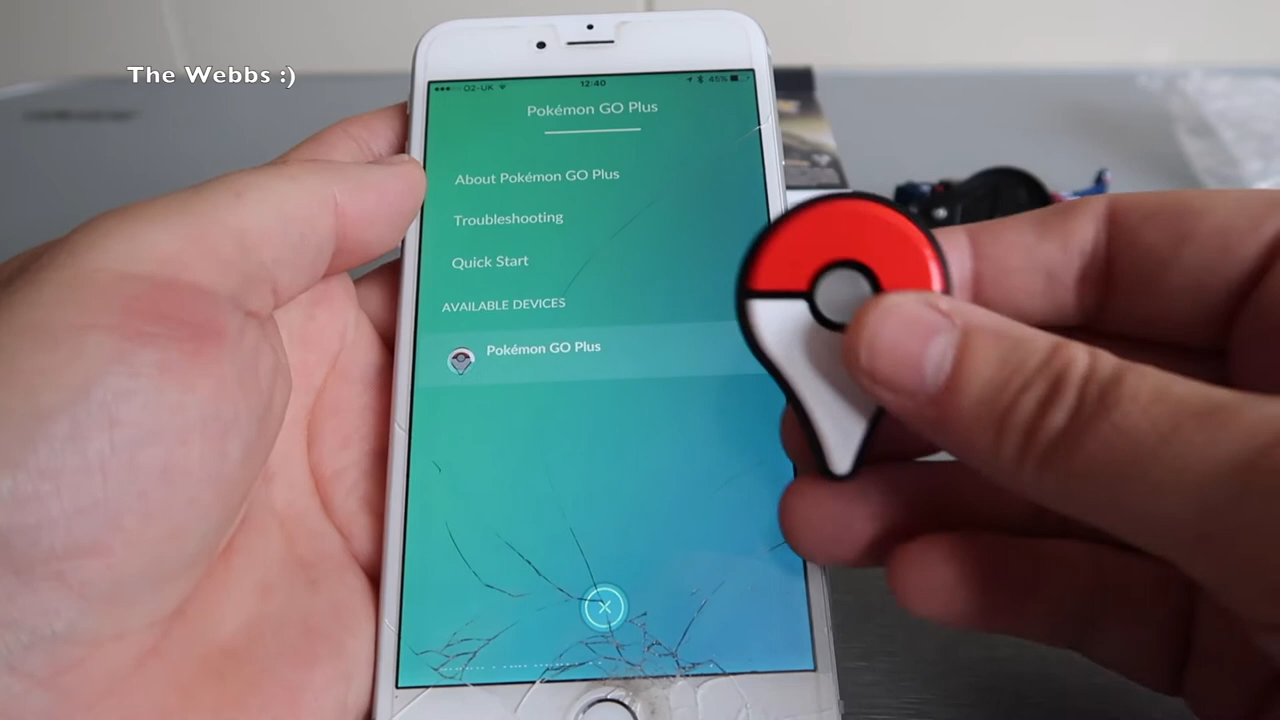 The Webbs :)
O2-UK 12:40 45%
Pokémon GO Plus
About Pokémon GO Plus
Troubleshooting
Quick Start
AVAILABLE DEVICES
Pokémon GO Plus